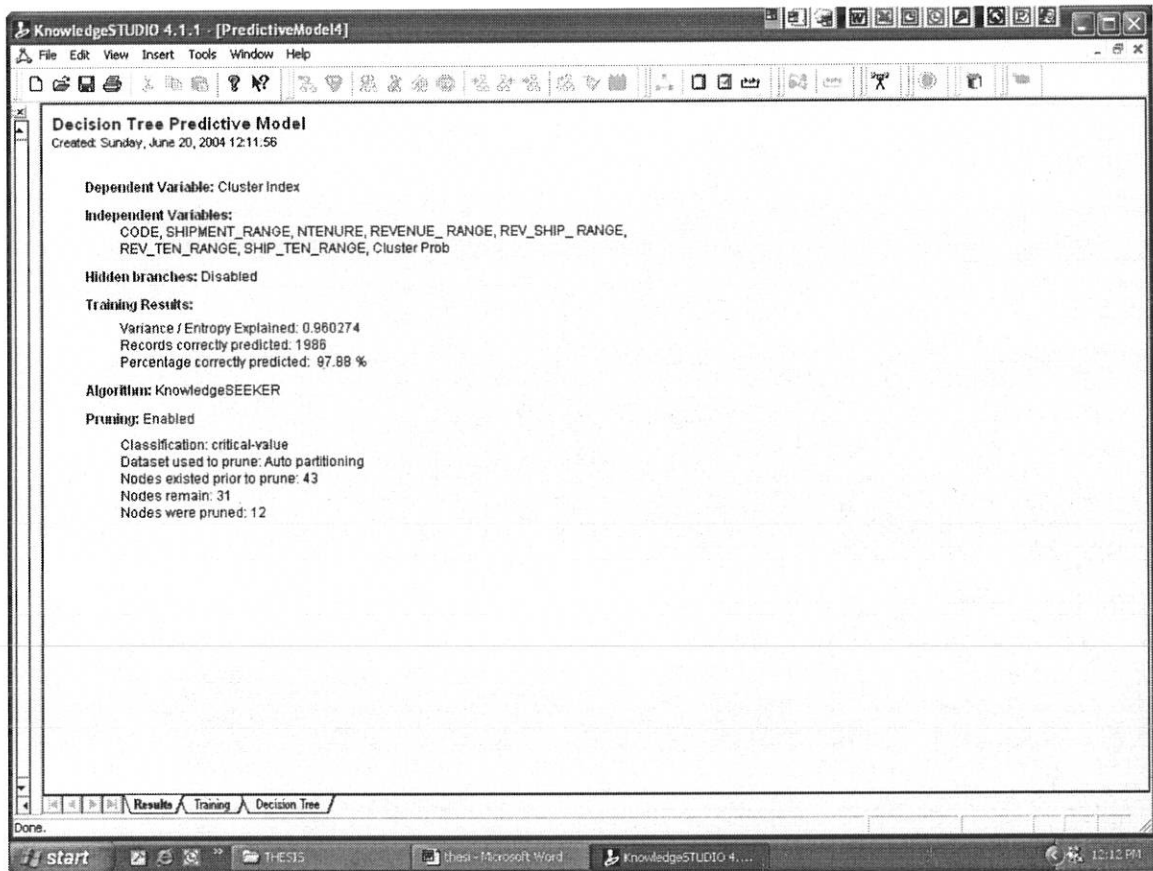 KnowledgeSTUDIO 4.1.1 - [PredictiveModel4]
File Edit View Insert Tools Window Help
Decision Tree Predictive Model
Created: Sunday, June 20, 2004 12:11:56
Dependent Variable: Cluster Index
Independent Variables:
CODE, SHIPMENT_RANGE, NTENURE, REVENUE_ RANGE, REV_SHIP_ RANGE,
REV_TEN_RANGE, SHIP_TEN_RANGE, Cluster Prob
Hidden branches: Disabled
Training Results:
Variance / Entropy Explained: 0.960274
Records correctly predicted: 1986
Percentage correctly predicted: 97.88 %
Algorithm: KnowledgeSEEKER
Pruning: Enabled
Classification: critical-value
Dataset used to prune: Auto partitioning
Nodes existed prior to prune: 43
Nodes remain: 31
Nodes were pruned: 12
Results Training Decision Tree
Done.
start THESIS thesi - Microsoft Word KnowledgeSTUDIO 4.... 12:12 PM